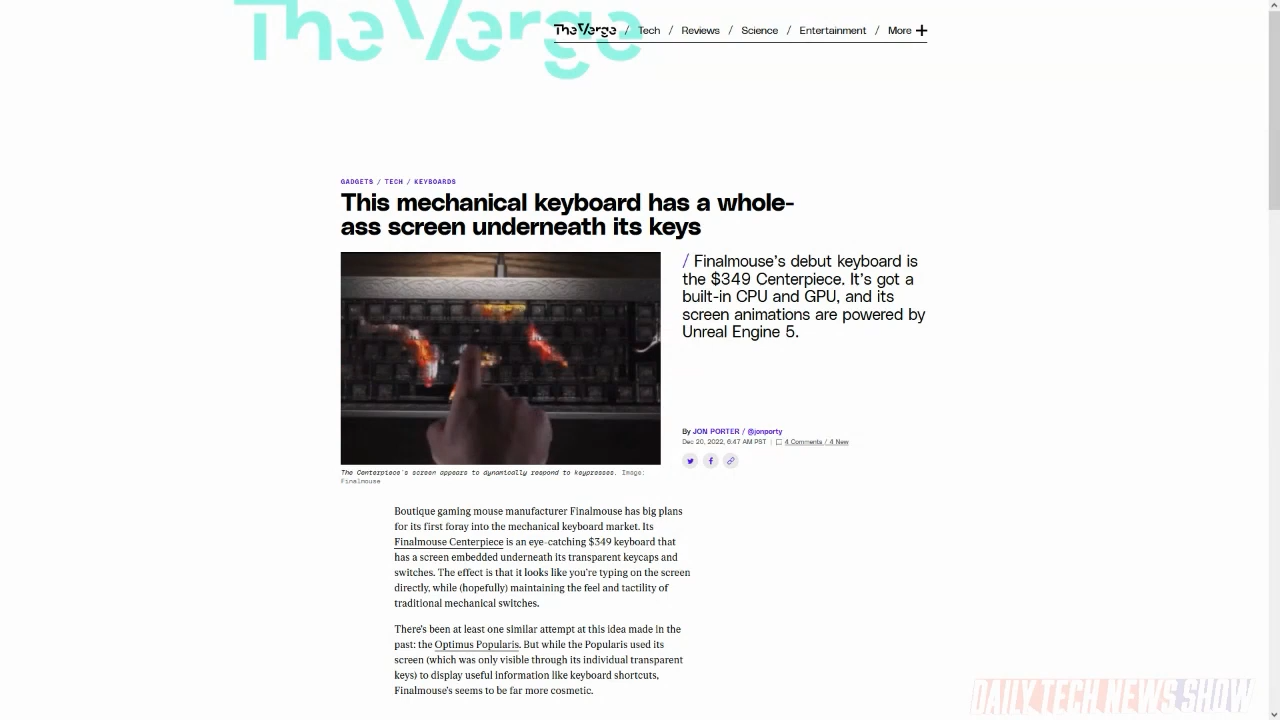 TheVerge
TheVerge / Tech / Reviews / Science / Entertainment / More +
GADGETS / TECH / KEYBOARDS
This mechanical keyboard has a whole-
ass screen underneath its keys
/ Finalmouse's debut keyboard is
the $349 Centerpiece. It's got a
built-in CPU and GPU, and its
screen animations are powered by
Unreal Engine 5.
By JON PORTER / @jonporty
Dec 20, 2022, 6:47 AM PST | 4 Comments / 4 New
The Centerpiece's screen appears to dynamically respond to keypresses. Image:
Finalmouse
Boutique gaming mouse manufacturer Finalmouse has big plans
for its first foray into the mechanical keyboard market. Its
Finalmouse Centerpiece is an eye-catching $349 keyboard that
has a screen embedded underneath its transparent keycaps and
switches. The effect is that it looks like you're typing on the screen
directly, while (hopefully) maintaining the feel and tactility of
traditional mechanical switches.
There's been at least one similar attempt at this idea made in the
past: the Optimus Popularis. But while the Popularis used its
screen (which was only visible through its individual transparent
keys) to display useful information like keyboard shortcuts,
Finalmouse's seems to be far more cosmetic.
DAILY TECH NEWS SHOW